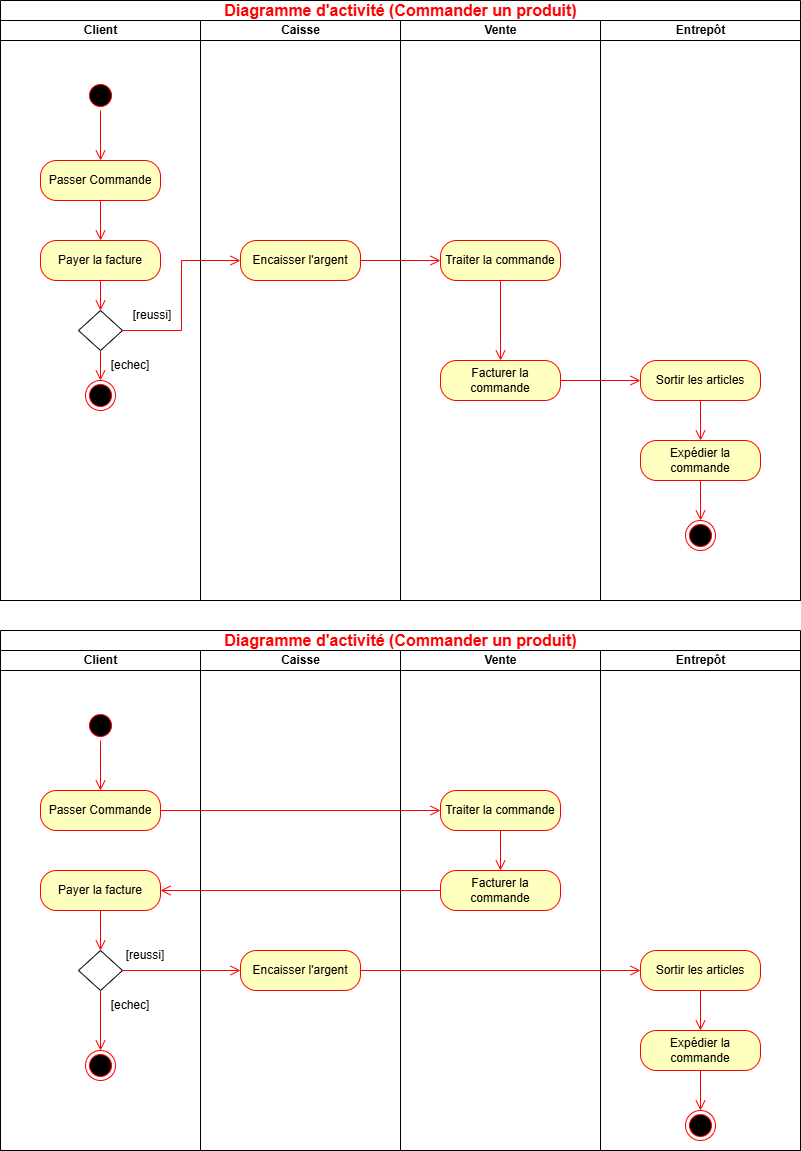 Diagramme d'activité (Commander un produit)
Client Caisse Vente Entrepôt
Passer Commande
Payer la facture
Encaisser l'argent
Traiter la commande
[reussi]
[echec]
Facturer la
commande
Sortir les articles
Expédier la
commande
Diagramme d'activité (Commander un produit)
Client Caisse Vente Entrepôt
Passer Commande
Traiter la commande
Payer la facture
Facturer la
commande
[reussi]
Encaisser l'argent
Sortir les articles
[echec]
Expédier la
commande